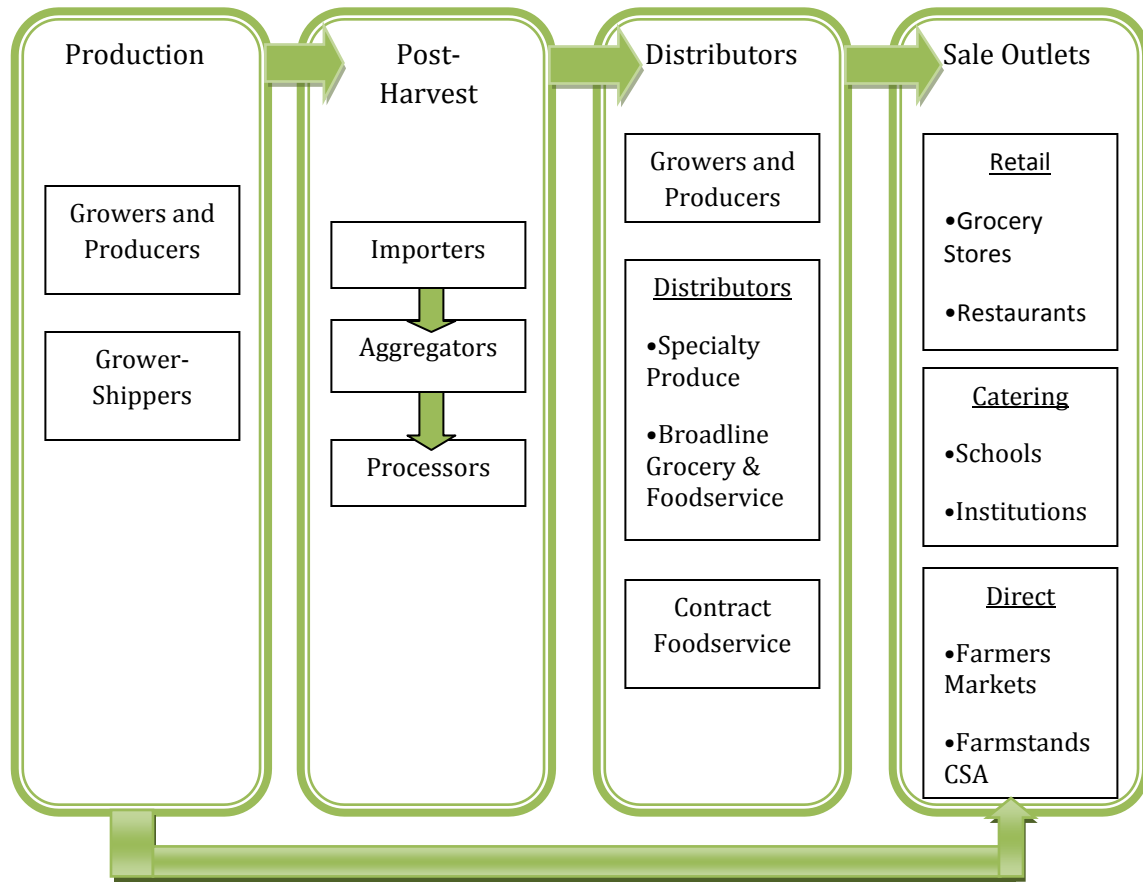 Production
Growers and
Producers
Grower-
Shippers
Post-
Harvest
Importers
Aggregators
Processors
Distributors
Growers and
Producers
Distributors
•Specialty
Produce
•Broadline
Grocery &
Foodservice
Contract
Foodservice
Sale Outlets
Retail
•Grocery
Stores
•Restaurants
Catering
•Schools
•Institutions
Direct
•Farmers
Markets
•Farmstands
CSA